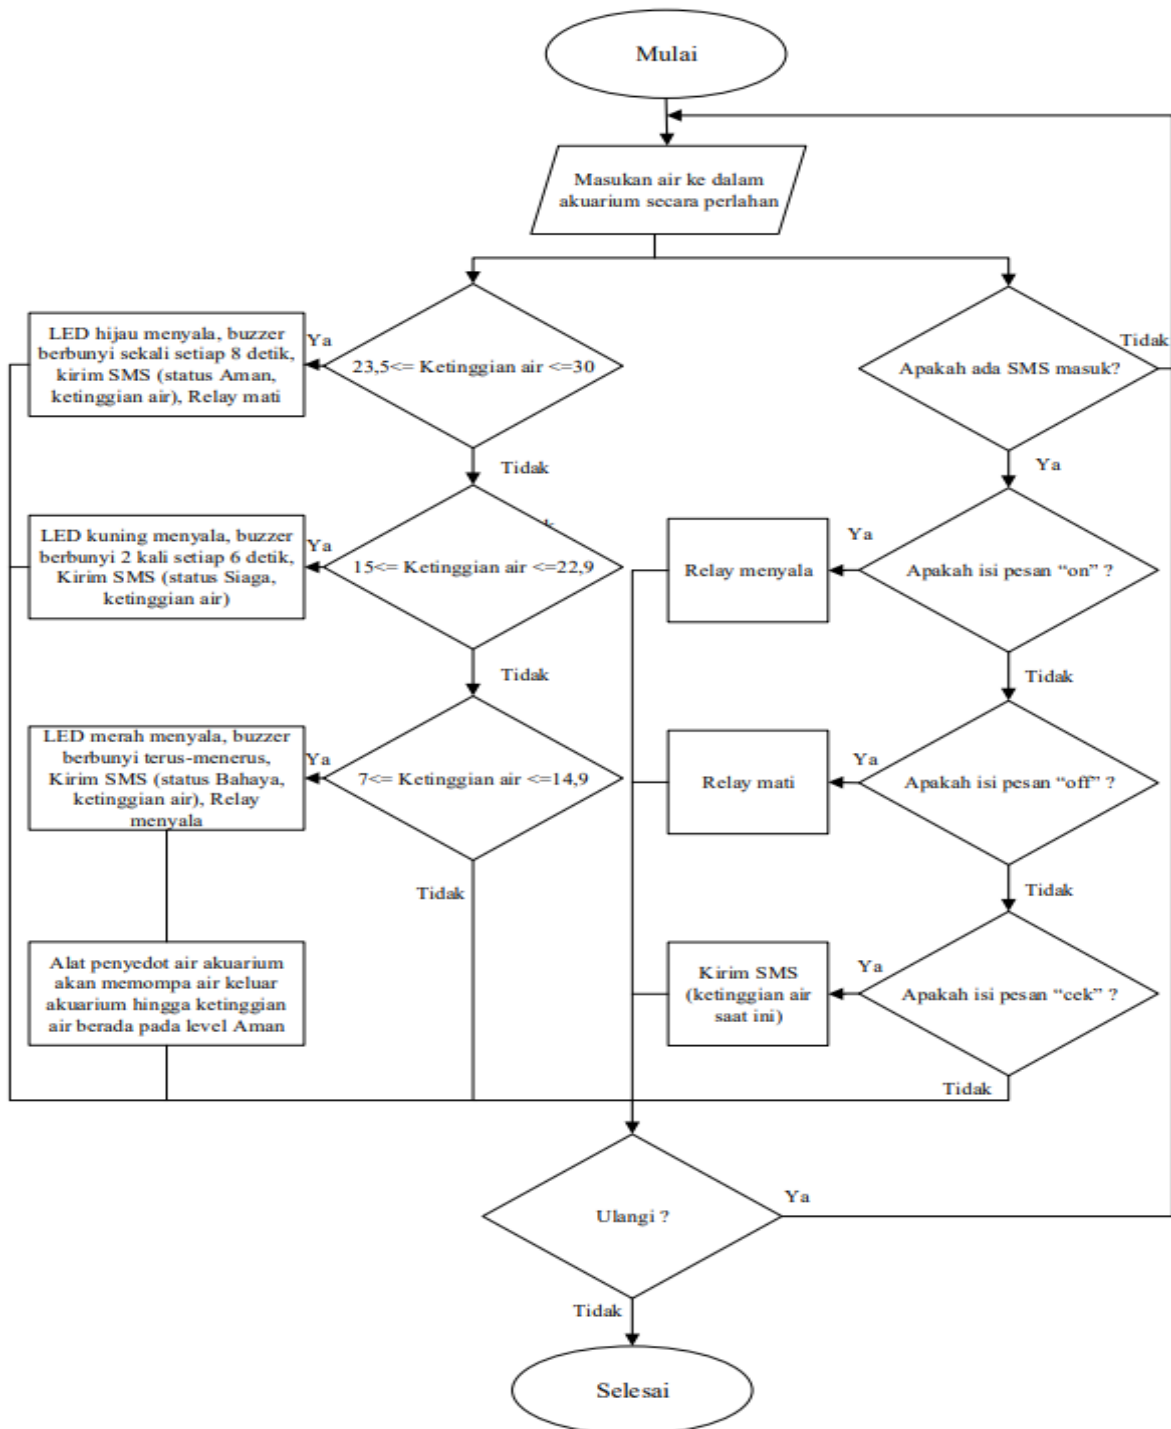 Mulai
Masukan air ke dalam
akuarium secara perlahan
LED hijau menyala, buzzer
berbunyi sekali setiap 8 detik,
kirim SMS (status Aman,
ketinggian air), Relay mati
Ya
23,5<= Ketinggian air <=30
Tidak
Apakah ada SMS masuk?
Tidak
Ya
LED kuning menyala, buzzer
berbunyi 2 kali setiap 6 detik,
Kirim SMS (status Siaga,
ketinggian air)
Ya
15<= Ketinggian air <=22,9
Tidak
Relay menyala
Ya
Apakah isi pesan “on” ?
Tidak
LED merah menyala, buzzer
berbunyi terus-menerus,
Kirim SMS (status Bahaya,
ketinggian air), Relay
menyala
Ya
7<= Ketinggian air <=14,9
Tidak
Relay mati
Ya
Apakah isi pesan “off” ?
Tidak
Alat penyedot air akuarium
akan memompa air keluar
akuarium hingga ketinggian
air berada pada level Aman
Kirim SMS
(ketinggian air
saat ini)
Ya
Apakah isi pesan “cek” ?
Tidak
Ulangi ?
Ya
Tidak
Selesai